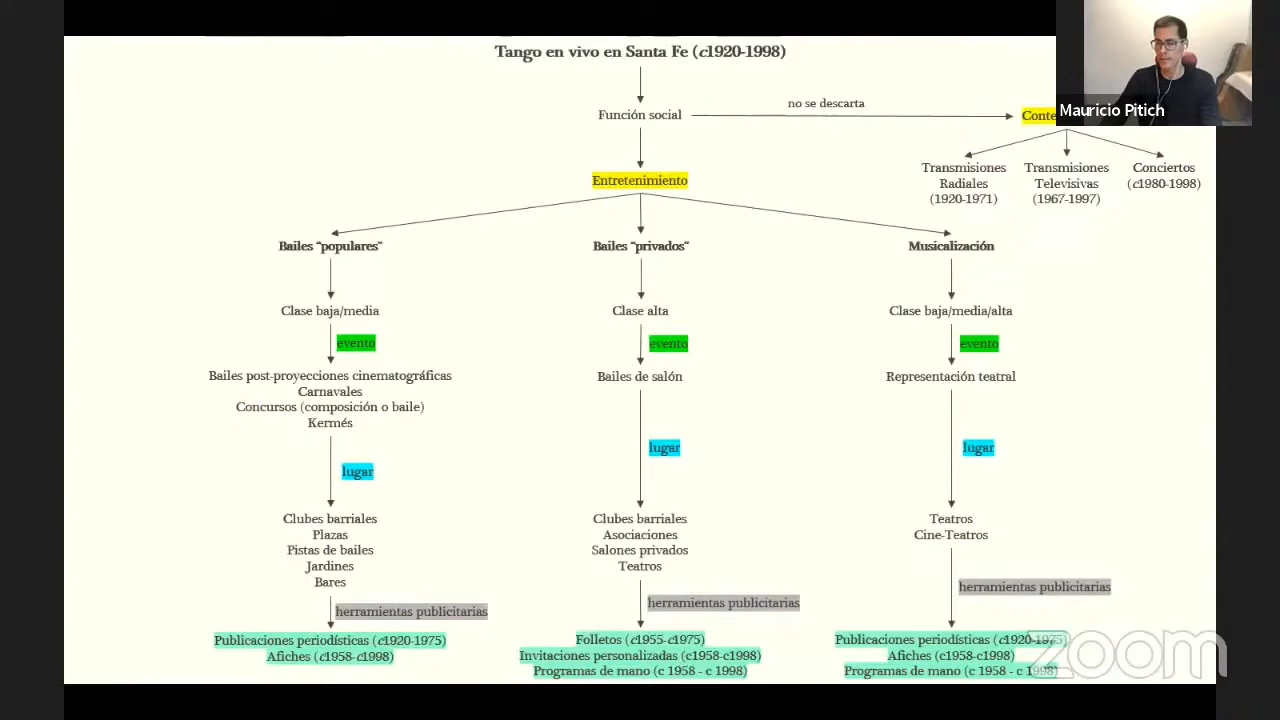 Tango en vivo en Santa Fe (c1920-1998)
Mauricio Pitich
no se descarta
Función social
Transmisiones
Radiales
(1920-1971)
Transmisiones
Televisivas
(1967-1997)
Conciertos
(c1980-1998)
Entretenimiento
Bailes “populares”
Bailes “privados”
Musicalización
Clase baja/media
Clase alta
Clase baja/media/alta
evento
evento
evento
Bailes post-proyecciones cinematográficas
Carnavales
Concursos (composición o baile)
Kermés
Bailes de salón
Representación teatral
lugar
lugar
lugar
Clubes barriales
Plazas
Pistas de bailes
Jardines
Bares
Clubes barriales
Asociaciones
Salones privados
Teatros
Teatros
Cine-Teatros
herramientas publicitarias
herramientas publicitarias
herramientas publicitarias
Publicaciones periodísticas (c1920-1975)
Afiches (c1958-c1998)
Folletos (c1955-c1975)
Invitaciones personalizadas (c1958-c1998)
Programas de mano (c 1958 - c 1998)
Publicaciones periodísticas (c1920-1975)
Afiches (c1958-c1998)
Programas de mano (c 1958 - c 1998)
zoom